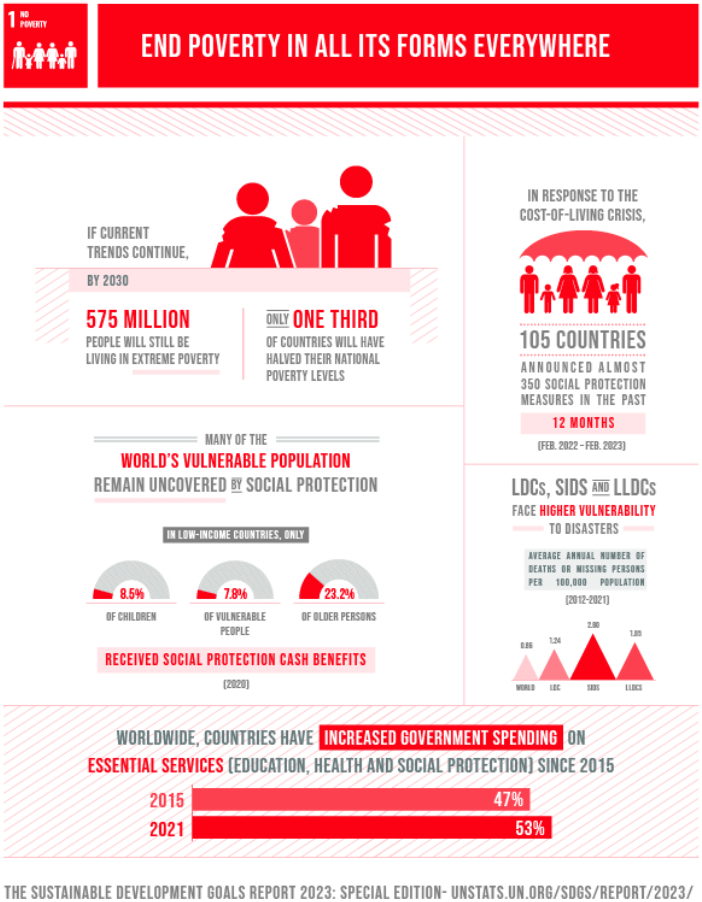 1 NO
POVERTY
END POVERTY IN ALL ITS FORMS EVERYWHERE
IF CURRENT
TRENDS CONTINUE,
BY 2030
575 MILLION
PEOPLE WILL STILL BE
LIVING IN EXTREME POVERTY
ONLY ONE THIRD
OF COUNTRIES WILL HAVE
HALVED THEIR NATIONAL
POVERTY LEVELS
IN RESPONSE TO THE
COST-OF-LIVING CRISIS,
105 COUNTRIES
ANNOUNCED ALMOST
350 SOCIAL PROTECTION
MEASURES IN THE PAST
12 MONTHS
(FEB. 2022 – FEB. 2023)
MANY OF THE
WORLD'S VULNERABLE POPULATION
REMAIN UNCOVERED BY SOCIAL PROTECTION
IN LOW-INCOME COUNTRIES, ONLY
8.5%
OF CHILDREN
7.8%
OF VULNERABLE
PEOPLE
23.2%
OF OLDER PERSONS
RECEIVED SOCIAL PROTECTION CASH BENEFITS
(2020)
LDCs, SIDS AND LLDCs
FACE HIGHER VULNERABILITY
TO DISASTERS
AVERAGE ANNUAL NUMBER OF
DEATHS OR MISSING PERSONS
PER 100,000 POPULATION
(2012-2021)
0.86
1.24
2.90
1.85
WORLD
LDC
SIDS
LLDCS
WORLDWIDE, COUNTRIES HAVE INCREASED GOVERNMENT SPENDING ON
ESSENTIAL SERVICES (EDUCATION, HEALTH AND SOCIAL PROTECTION) SINCE 2015
2015 47%
2021 53%
THE SUSTAINABLE DEVELOPMENT GOALS REPORT 2023: SPECIAL EDITION- UNSTATS.UN.ORG/SDGS/REPORT/2023/